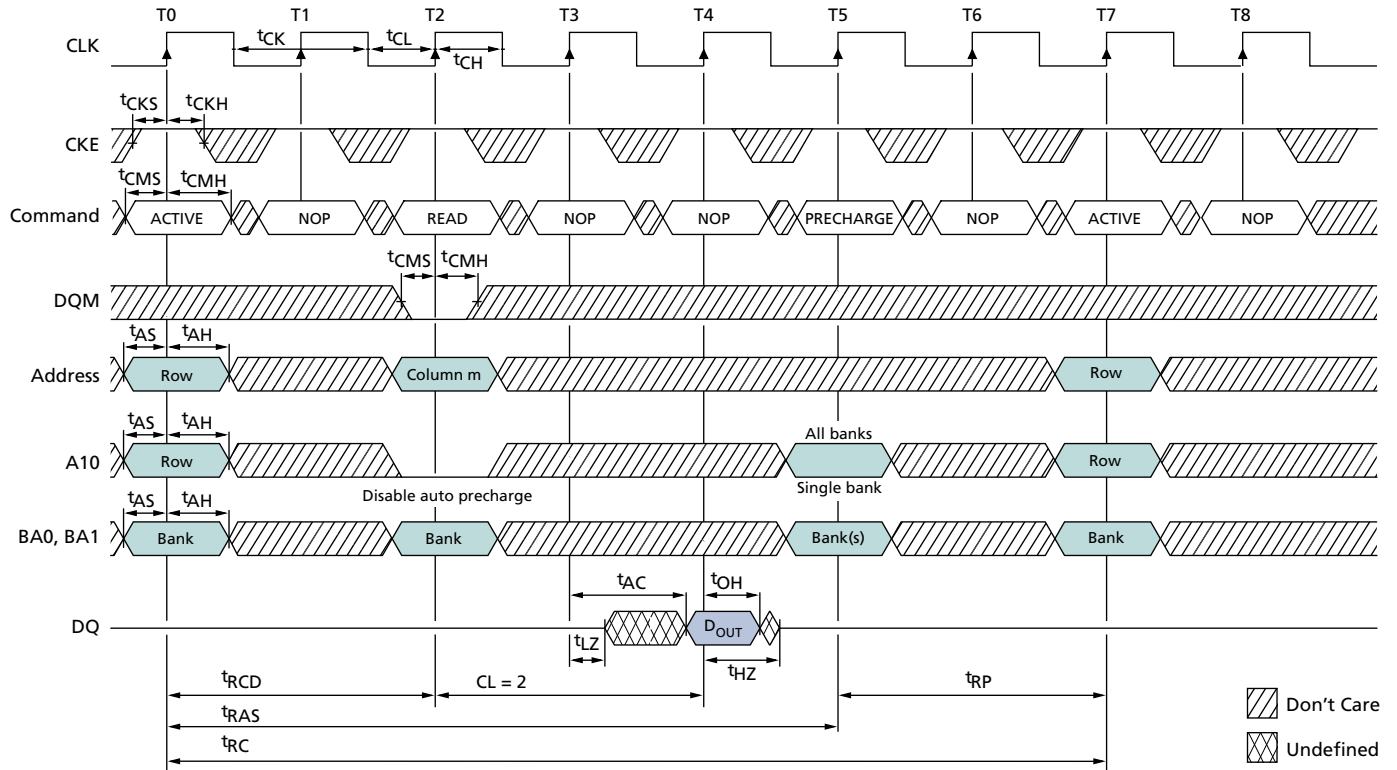 T0 T1 T2 T3 T4 T5 T6 T7 T8
CLK
tCK tCL
tCH
tCKS tCKH
CKE
tCMS tCMH
Command ACTIVE NOP READ NOP NOP PRECHARGE NOP ACTIVE NOP
tCMS tCMH
DQM
tAS tAH
Address Row Column m Row
tAS tAH All banks
A10 Row Row
tAS tAH Disable auto precharge Single bank
BA0, BA1 Bank Bank Bank(s) Bank
tAC tOH
DQ DOUT
tLZ tHZ
tRCD CL = 2 tRP
tRAS
tRC
Don't Care
Undefined